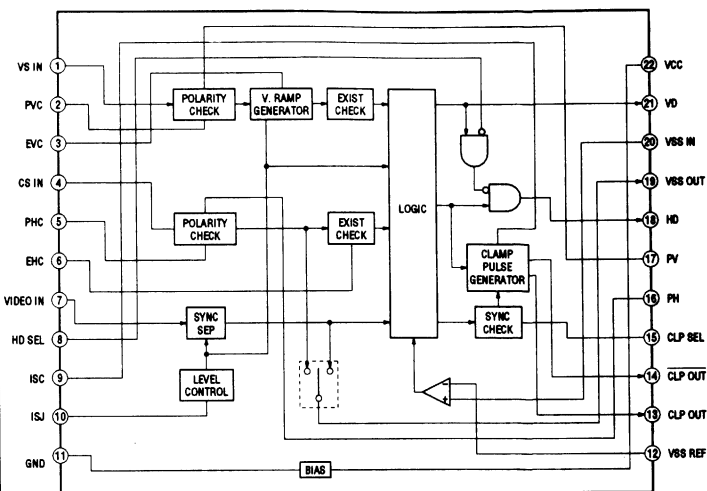 VS IN 1
PVC 2
EVC 3
CS IN 4
PHC 5
EHC 6
VIDEO IN 7
HD SEL 8
ISC 9
ISJ 10
GND 11
POLARITY
CHECK
V. RAMP
GENERATOR
EXIST
CHECK
POLARITY
CHECK
EXIST
CHECK
SYNC
SEP
LEVEL
CONTROL
LOGIC
CLAMP
PULSE
GENERATOR
SYNC
CHECK
-
+
BIAS
22 VCC
21 VD
20 VSS IN
19 VSS OUT
18 HD
17 PV
16 PH
15 CLP SEL
14 CLP OUT
13 CLP OUT
12 VSS REF